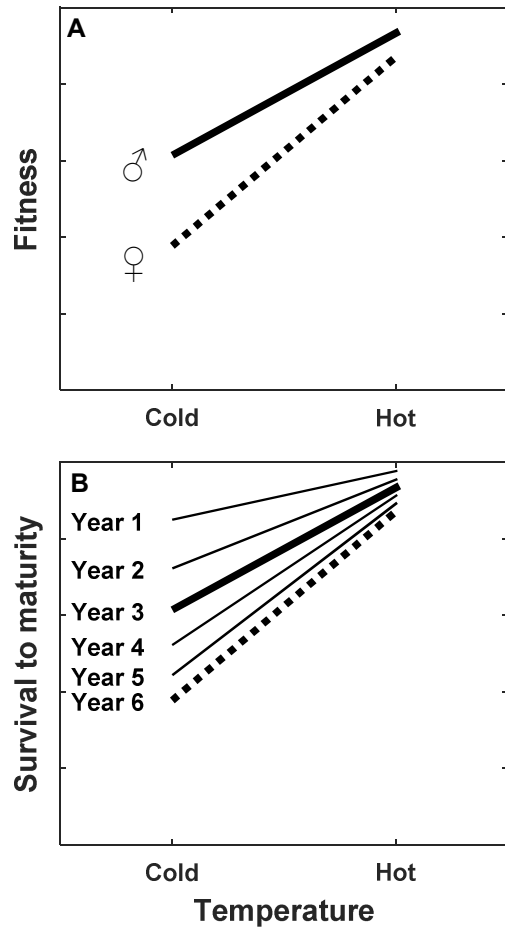 A
Fitness
♂
♀
Cold Hot
B
Survival to maturity
Year 1
Year 2
Year 3
Year 4
Year 5
Year 6
Cold Hot
Temperature